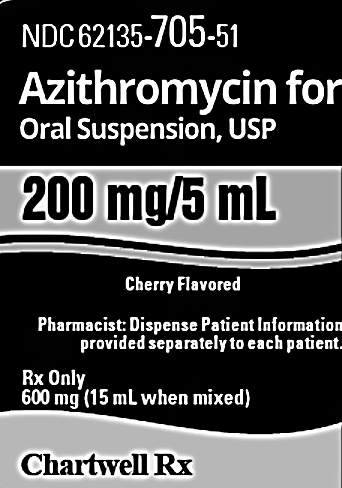 NDC 62135-705-51
Azithromycin for
Oral Suspension, USP
200 mg/5 mL
Cherry Flavored
Pharmacist: Dispense Patient Information
provided separately to each patient.
Rx Only
600 mg (15 mL when mixed)
Chartwell Rx